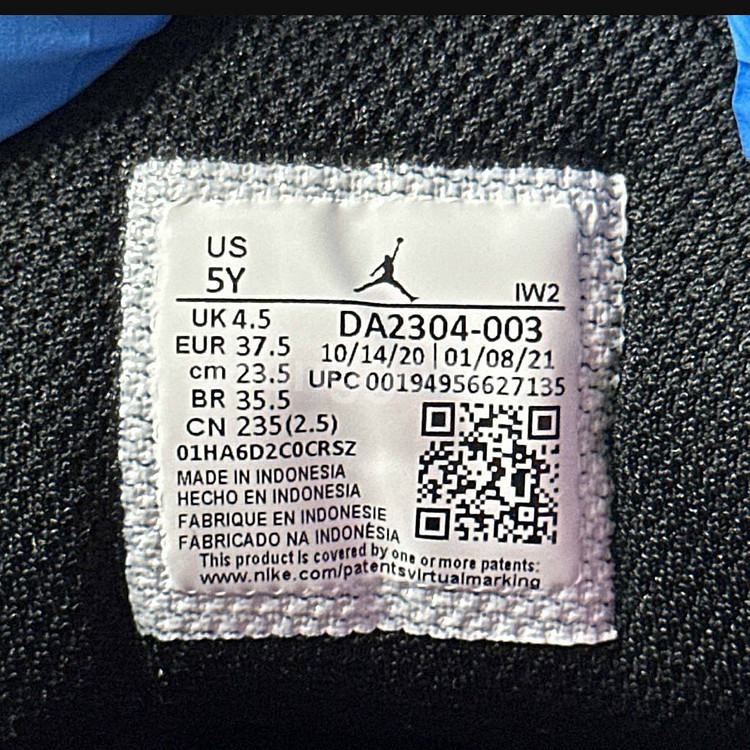 US
5Y
IW2
UK 4.5
EUR 37.5
cm 23.5
BR 35.5
CN 235(2.5)
DA2304-003
10/14/20 | 01/08/21
UPC 00194956627135
01HA6D2C0CRSZ
MADE IN INDONESIA
HECHO EN INDONESIA
FABRIQUE EN INDONESIE
FABRICADO NA INDONÉSIA
This product is covered by one or more patents:
www.nike.com/patentsvirtualmarking